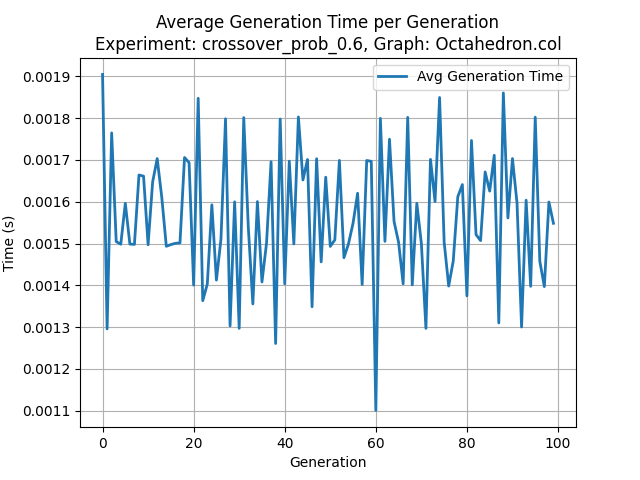 Average Generation Time per Generation
Experiment: crossover_prob_0.6, Graph: Octahedron.col
Avg Generation Time
Time (s)
0.0019
0.0018
0.0017
0.0016
0.0015
0.0014
0.0013
0.0012
0.0011
0 20 40 60 80 100
Generation